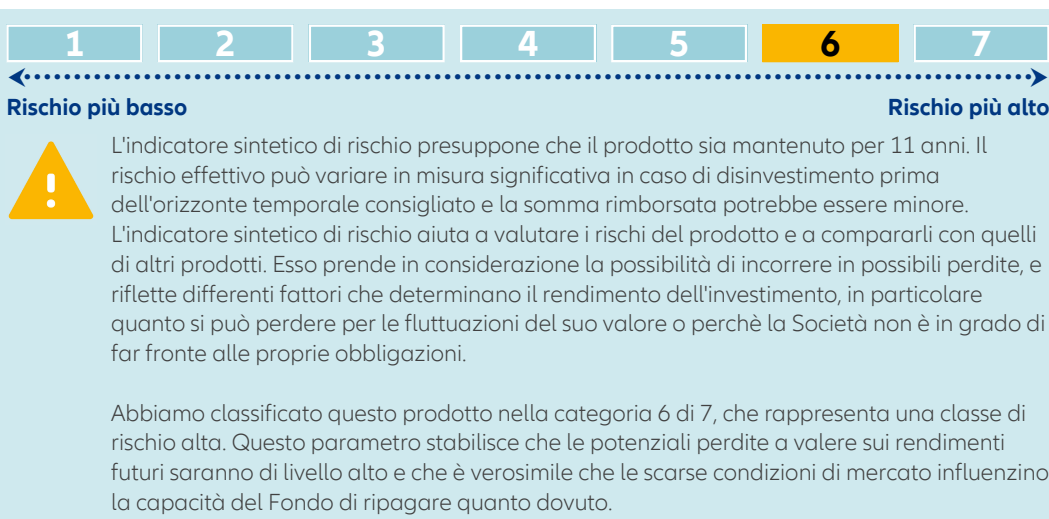 1 2 3 4 5 6 7
Rischio più basso Rischio più alto
L'indicatore sintetico di rischio presuppone che il prodotto sia mantenuto per 11 anni. Il
rischio effettivo può variare in misura significativa in caso di disinvestimento prima
dell'orizzonte temporale consigliato e la somma rimborsata potrebbe essere minore.
L'indicatore sintetico di rischio aiuta a valutare i rischi del prodotto e a compararli con quelli
di altri prodotti. Esso prende in considerazione la possibilità di incorrere in possibili perdite, e
riflette differenti fattori che determinano il rendimento dell'investimento, in particolare
quanto si può perdere per le fluttuazioni del suo valore o perchè la Società non è in grado di
far fronte alle proprie obbligazioni.
Abbiamo classificato questo prodotto nella categoria 6 di 7, che rappresenta una classe di
rischio alta. Questo parametro stabilisce che le potenziali perdite a valere sui rendimenti
futuri saranno di livello alto e che è verosimile che le scarse condizioni di mercato influenzino
la capacità del Fondo di ripagare quanto dovuto.